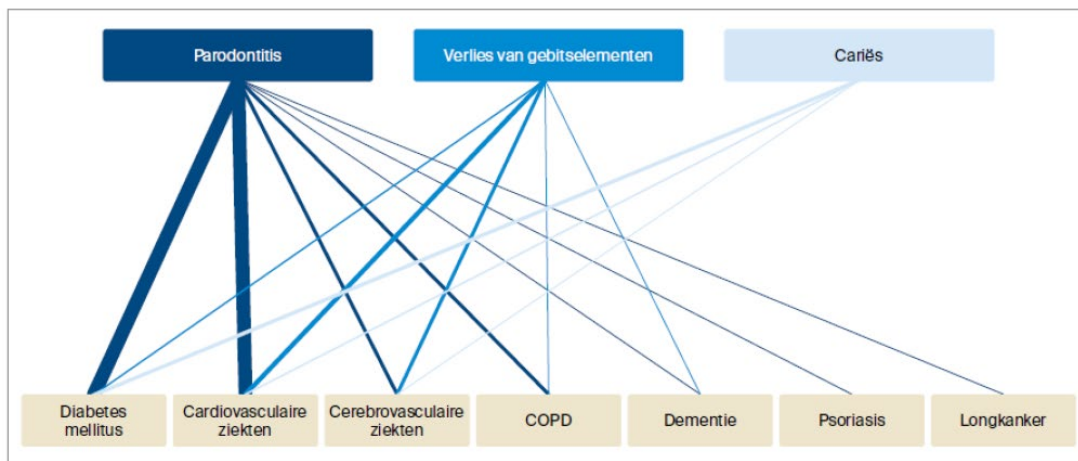 Parodontitis
Verlies van gebitselementen
Cariës
Diabetes
mellitus
Cardiovasculaire
ziekten
Cerebrovasculaire
ziekten
COPD
Dementie
Psoriasis
Longkanker